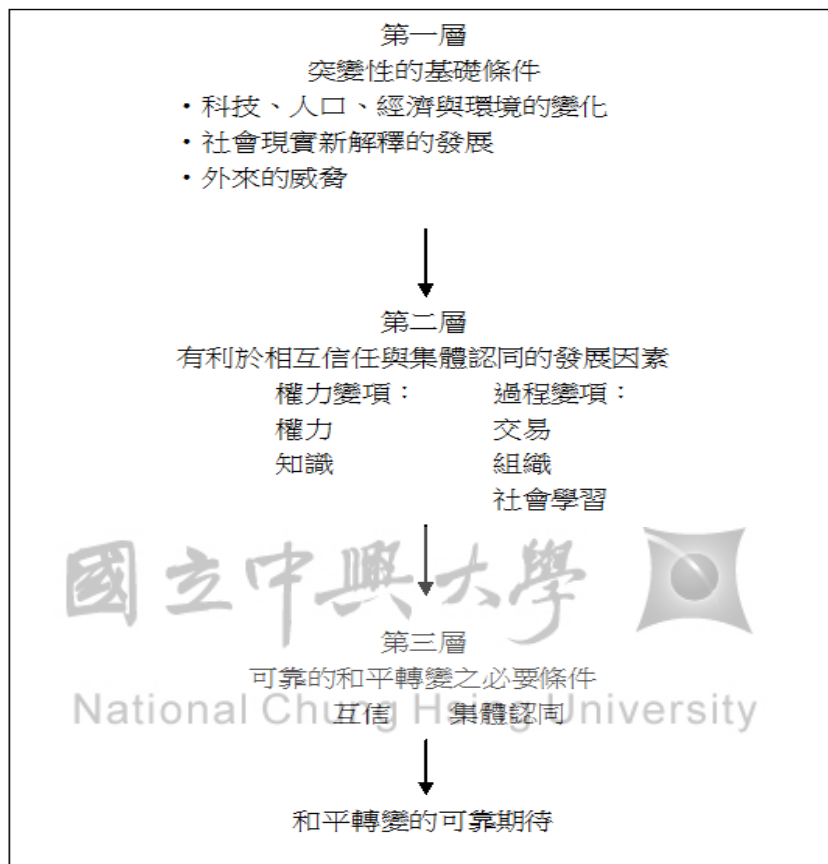 第一層
突變性的基礎條件
・科技、人口、經濟與環境的變化
・社會現實新解釋的發展
・外來的威脅
第二層
有利於相互信任與集體認同的發展因素
權力變項： 過程變項：
權力 交易
知識 組織
社會學習
國立中興大學
第三層
可靠的和平轉變之必要條件
National Chung Hsing University
互信 集體認同
和平轉變的可靠期待